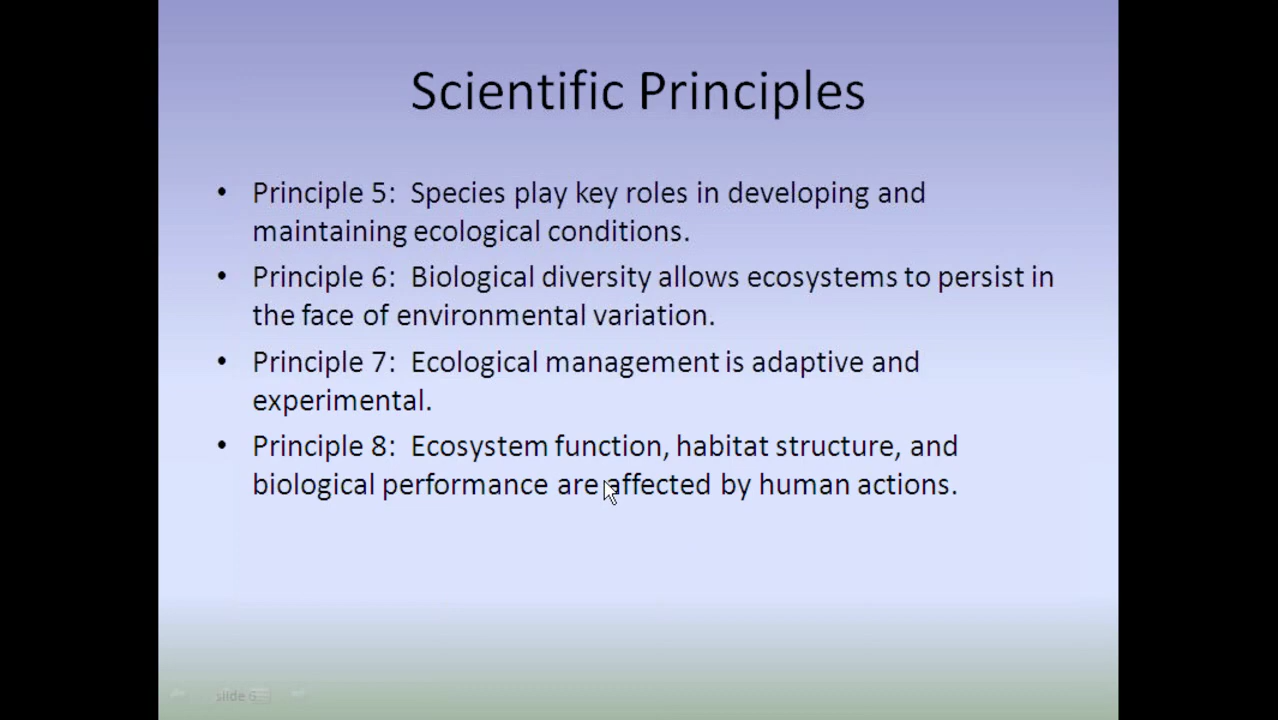 Scientific Principles
• Principle 5:  Species play key roles in developing and
maintaining ecological conditions.
• Principle 6:  Biological diversity allows ecosystems to persist in
the face of environmental variation.
• Principle 7:  Ecological management is adaptive and
experimental.
• Principle 8:  Ecosystem function, habitat structure, and
biological performance are affected by human actions.
slide 6